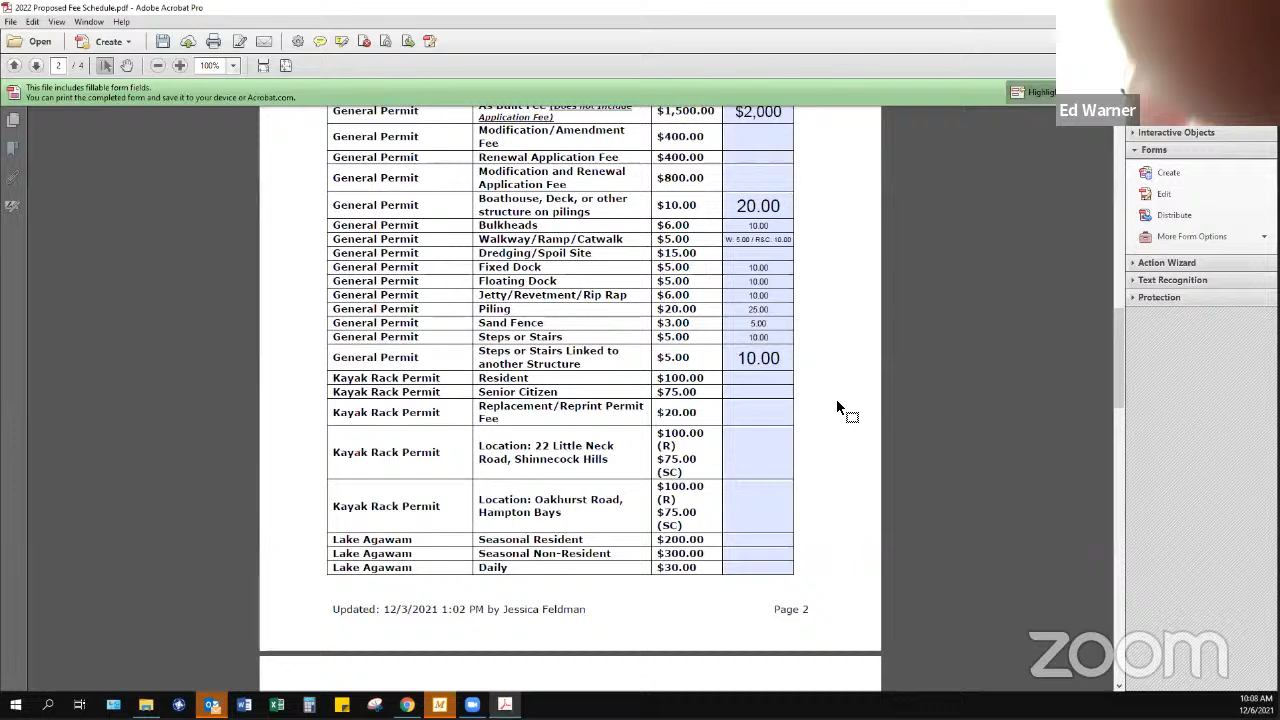 2022 Proposed Fee Schedule.pdf - Adobe Acrobat Pro
File Edit View Window Help
Open Create
2 / 4 100%
This file includes fillable form fields.
You can print the completed form and save it to your device or Acrobat.com.
Highlig
Ed Warner
Interactive Objects
Forms
Create
Edit
Distribute
More Form Options
Action Wizard
Text Recognition
Protection
General Permit As Built Fee (Does not Include Application Fee) $1,500.00 $2,000
General Permit Modification/Amendment Fee $400.00
General Permit Renewal Application Fee $400.00
General Permit Modification and Renewal Application Fee $800.00
General Permit Boathouse, Deck, or other structure on pilings $10.00 20.00
General Permit Bulkheads $6.00 10.00
General Permit Walkway/Ramp/Catwalk $5.00 W: 5.00 / R&C: 10.00
General Permit Dredging/Spoil Site $15.00
General Permit Fixed Dock $5.00 10.00
General Permit Floating Dock $5.00 10.00
General Permit Jetty/Revetment/Rip Rap $6.00 10.00
General Permit Piling $20.00 25.00
General Permit Sand Fence $3.00 5.00
General Permit Steps or Stairs $5.00 10.00
General Permit Steps or Stairs Linked to another Structure $5.00 10.00
Kayak Rack Permit Resident $100.00
Kayak Rack Permit Senior Citizen $75.00
Kayak Rack Permit Replacement/Reprint Permit Fee $20.00
Kayak Rack Permit Location: 22 Little Neck Road, Shinnecock Hills $100.00 (R) $75.00 (SC)
Kayak Rack Permit Location: Oakhurst Road, Hampton Bays $100.00 (R) $75.00 (SC)
Lake Agawam Seasonal Resident $200.00
Lake Agawam Seasonal Non-Resident $300.00
Lake Agawam Daily $30.00
Updated: 12/3/2021 1:02 PM by Jessica Feldman Page 2
zoom
10:08 AM
12/6/2021